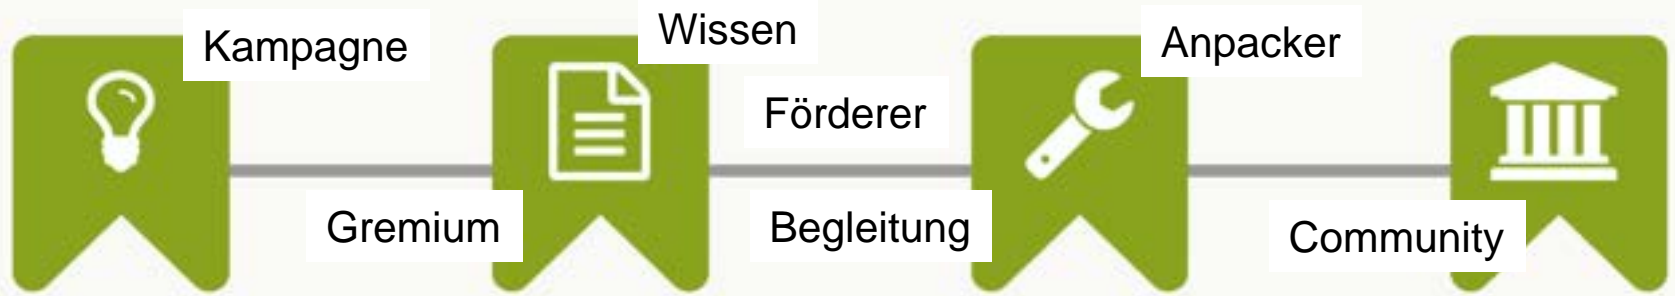 Kampagne
Wissen
Förderer
Anpacker
Gremium
Begleitung
Community